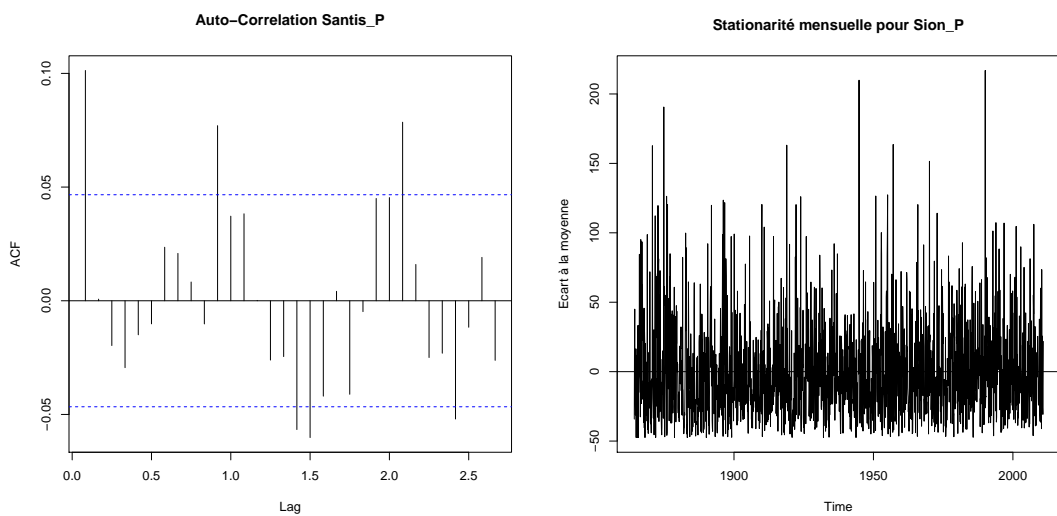 Auto−Correlation Santis_P
ACF
0.10
0.05
0.00
−0.05
0.0 0.5 1.0 1.5 2.0 2.5
Lag
Stationarité mensuelle pour Sion_P
Ecart à la moyenne
200
150
100
50
0
−50
1900 1950 2000
Time